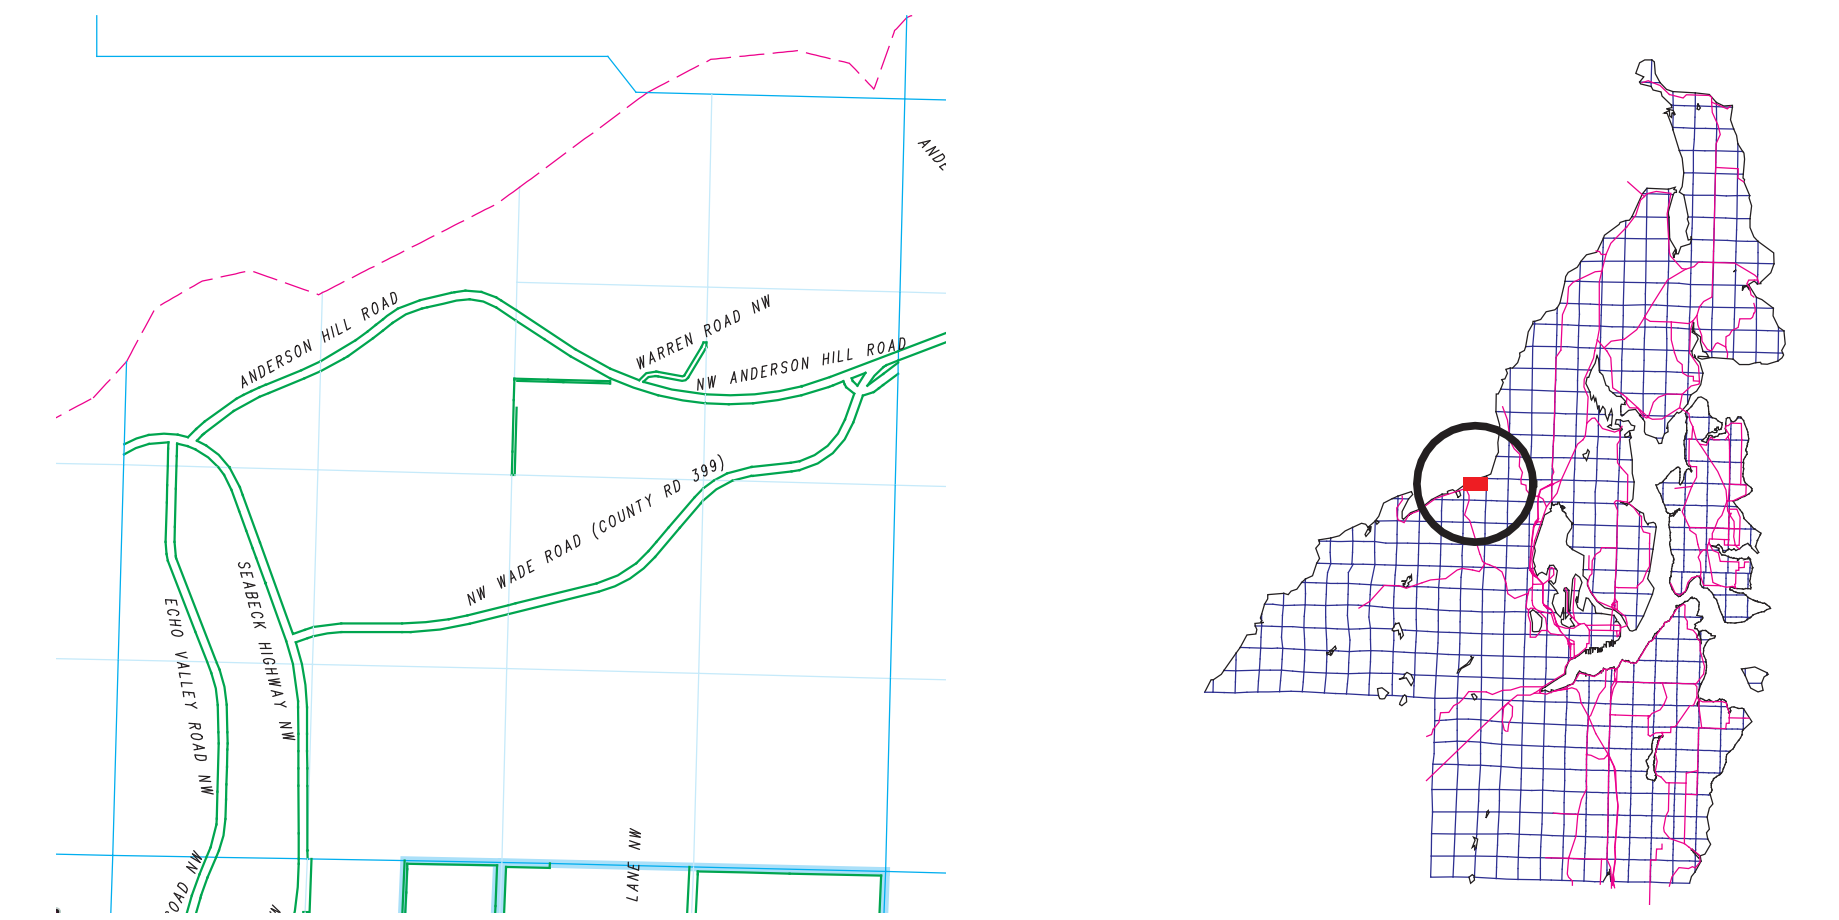 ANDERSON HILL ROAD
WARREN ROAD NW
NW ANDERSON HILL ROAD
NW WADE ROAD (COUNTY RD 399)
SEABECK HIGHWAY NW
ECHO VALLEY ROAD NW
LANE NW
NW